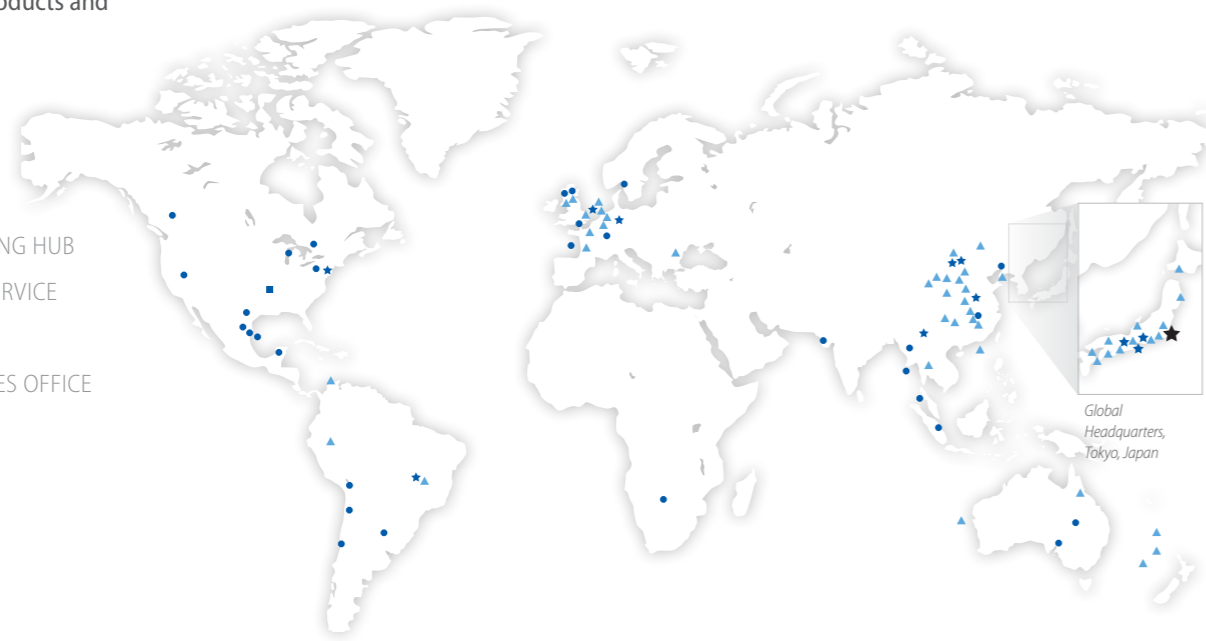 oducts and
NG HUB
RVICE
ES OFFICE
Global
Headquarters,
Tokyo, Japan